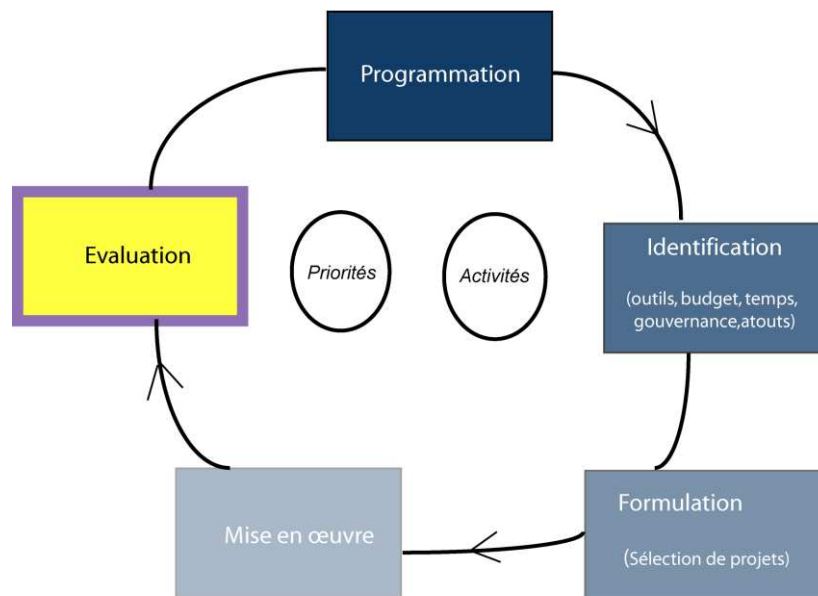 Programmation
Evaluation
Priorités
Activités
Identification
(outils, budget, temps,
gouvernance,atouts)
Mise en œuvre
Formulation
(Sélection de projets)